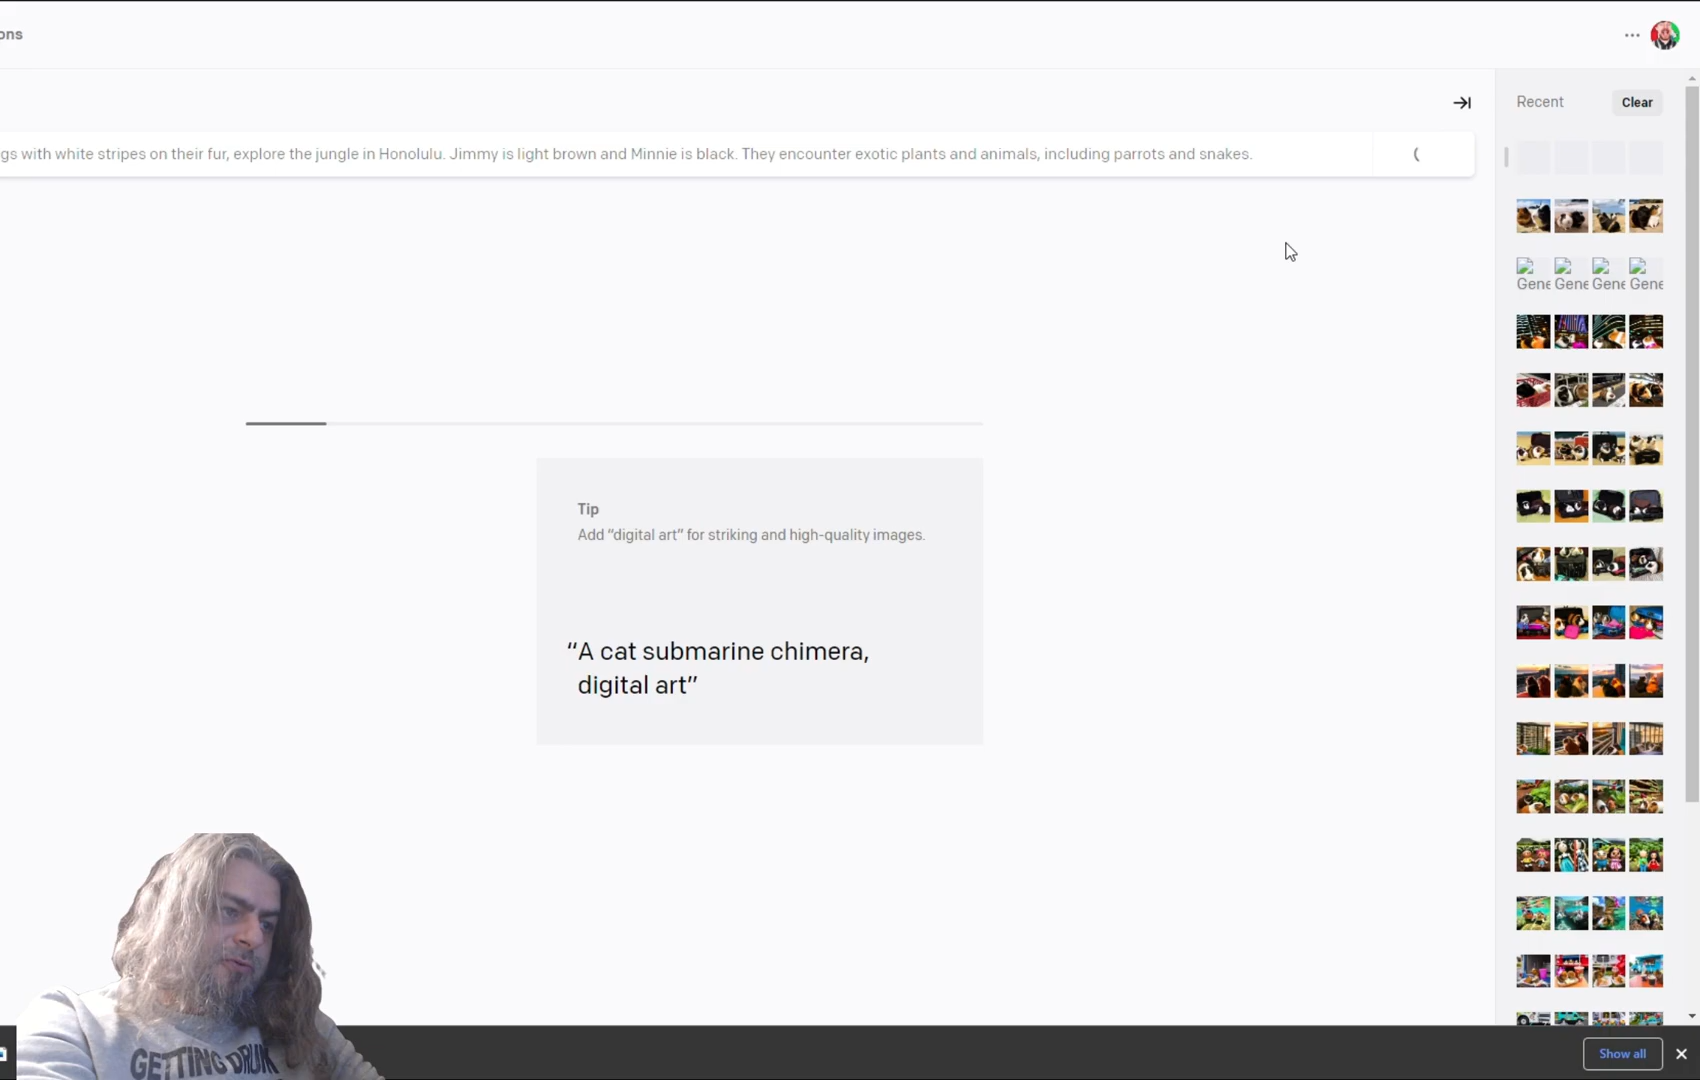 ons
...
Recent
Clear
gs with white stripes on their fur, explore the jungle in Honolulu. Jimmy is light brown and Minnie is black. They encounter exotic plants and animals, including parrots and snakes.
Gene Gene Gene Gene
Tip
Add “digital art” for striking and high-quality images.
“A cat submarine chimera,
digital art”
GETTING DRUNK
Show all